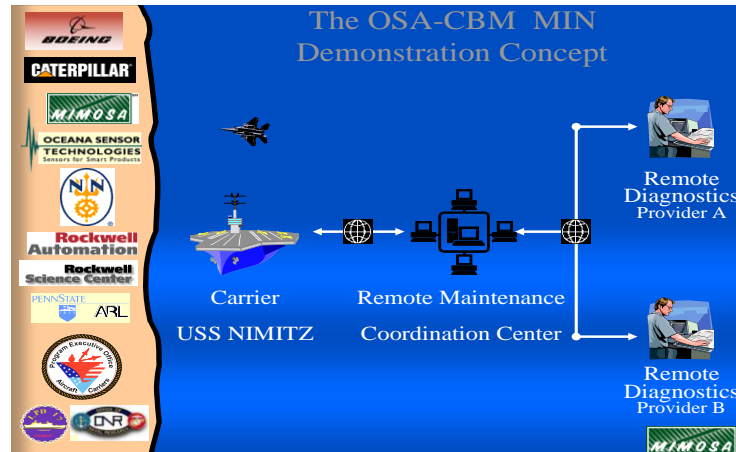 The OSA-CBM MIN
Demonstration Concept
BOEING
CATERPILLAR
MIMOSA
OCEANA SENSOR
TECHNOLOGIES
Sensors for Smart Products
N N
Rockwell
Automation
Rockwell
Science Center
PENNSTATE
ARL
Program Executive Office
Aircraft Carriers
LPD 17
ONR
Carrier
USS NIMITZ
Remote Maintenance
Coordination Center
Remote
Diagnostics
Provider A
Remote
Diagnostics
Provider B
MIMOSA